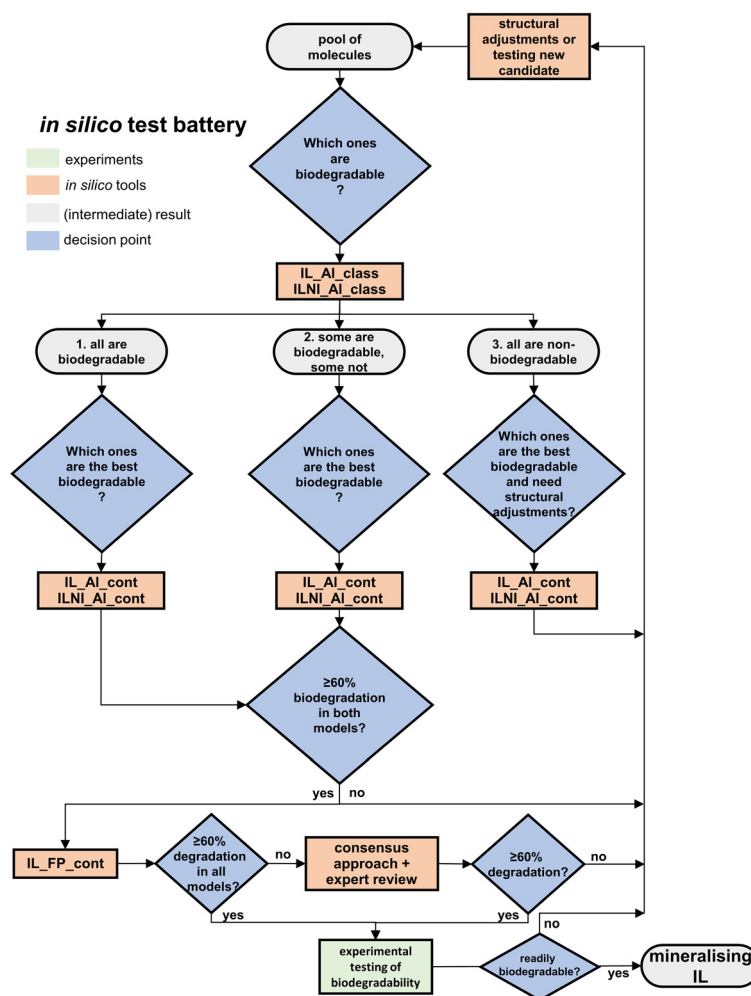 pool of
molecules
structural
adjustments or
testing new
candidate
in silico test battery
experiments
in silico tools
(intermediate) result
decision point
Which ones
are
biodegradable
?
IL_AI_class
ILNI_AI_class
1. all are
biodegradable
2. some are
biodegradable,
some not
3. all are non-
biodegradable
Which ones
are the best
biodegradable
?
Which ones
are the best
biodegradable
?
Which ones
are the best
biodegradable
and need
structural
adjustments?
IL_AI_cont
ILNI_AI_cont
IL_AI_cont
ILNI_AI_cont
IL_AI_cont
ILNI_AI_cont
≥60%
biodegradation
in both
models?
yes
no
IL_FP_cont
≥60%
degradation
in all
models?
no
consensus
approach +
expert review
≥60%
degradation?
no
yes
yes
experimental
testing of
biodegradability
readily
biodegradable?
no
yes
mineralising
IL